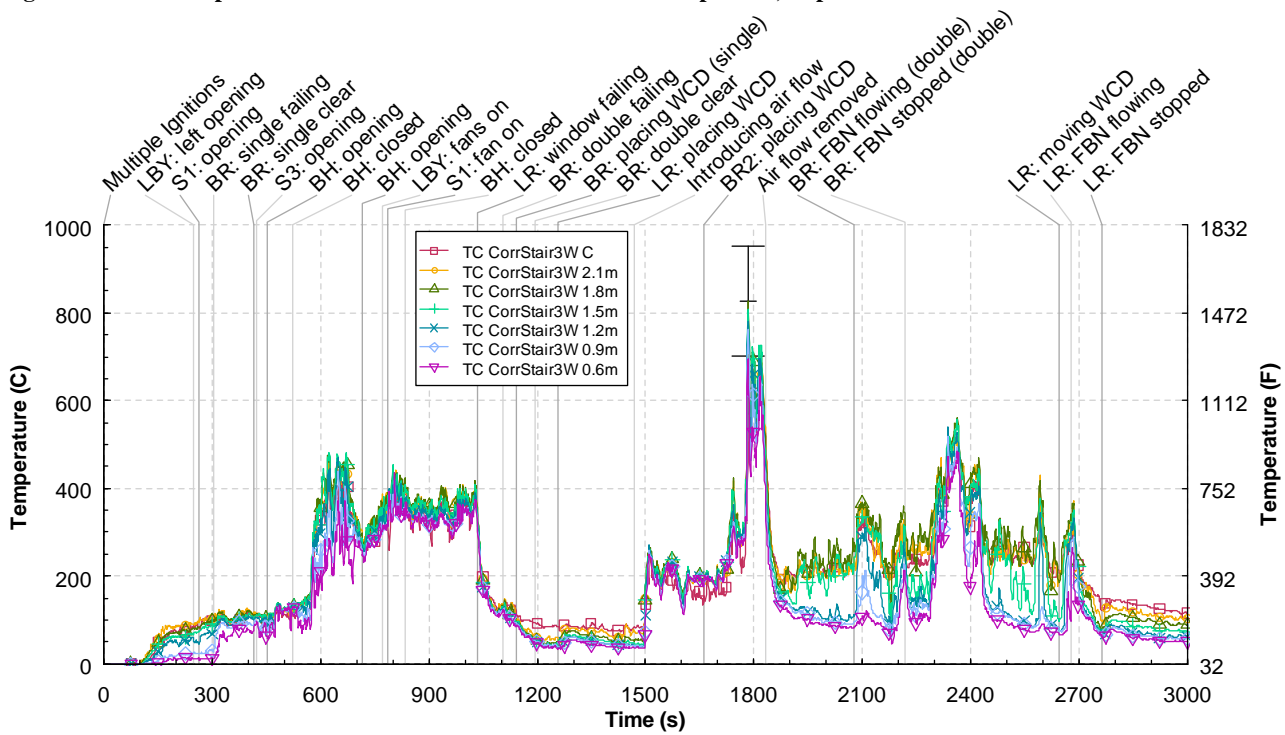 Multiple Ignitions
LBY: left opening
S1: opening
BR: single failing
BR: single clear
S3: opening
BH: opening
BH: closed
BH: opening
LBY: fans on
S1: fan on
BH: closed
LR: window failing
BR: double failing
BR: placing WCD (single)
BR: double clear
LR: placing WCD
Introducing air flow
BR2: placing WCD
Air flow removed
BR: FBN flowing (double)
BR: FBN stopped (double)
LR: moving WCD
LR: FBN flowing
LR: FBN stopped
1000
800
600
400
200
0
Temperature (C)
TC CorrStair3W C
TC CorrStair3W 2.1m
TC CorrStair3W 1.8m
TC CorrStair3W 1.5m
TC CorrStair3W 1.2m
TC CorrStair3W 0.9m
TC CorrStair3W 0.6m
1832
1472
1112
752
392
32
Temperature (F)
0 300 600 900 1200 1500 1800 2100 2400 2700 3000
Time (s)